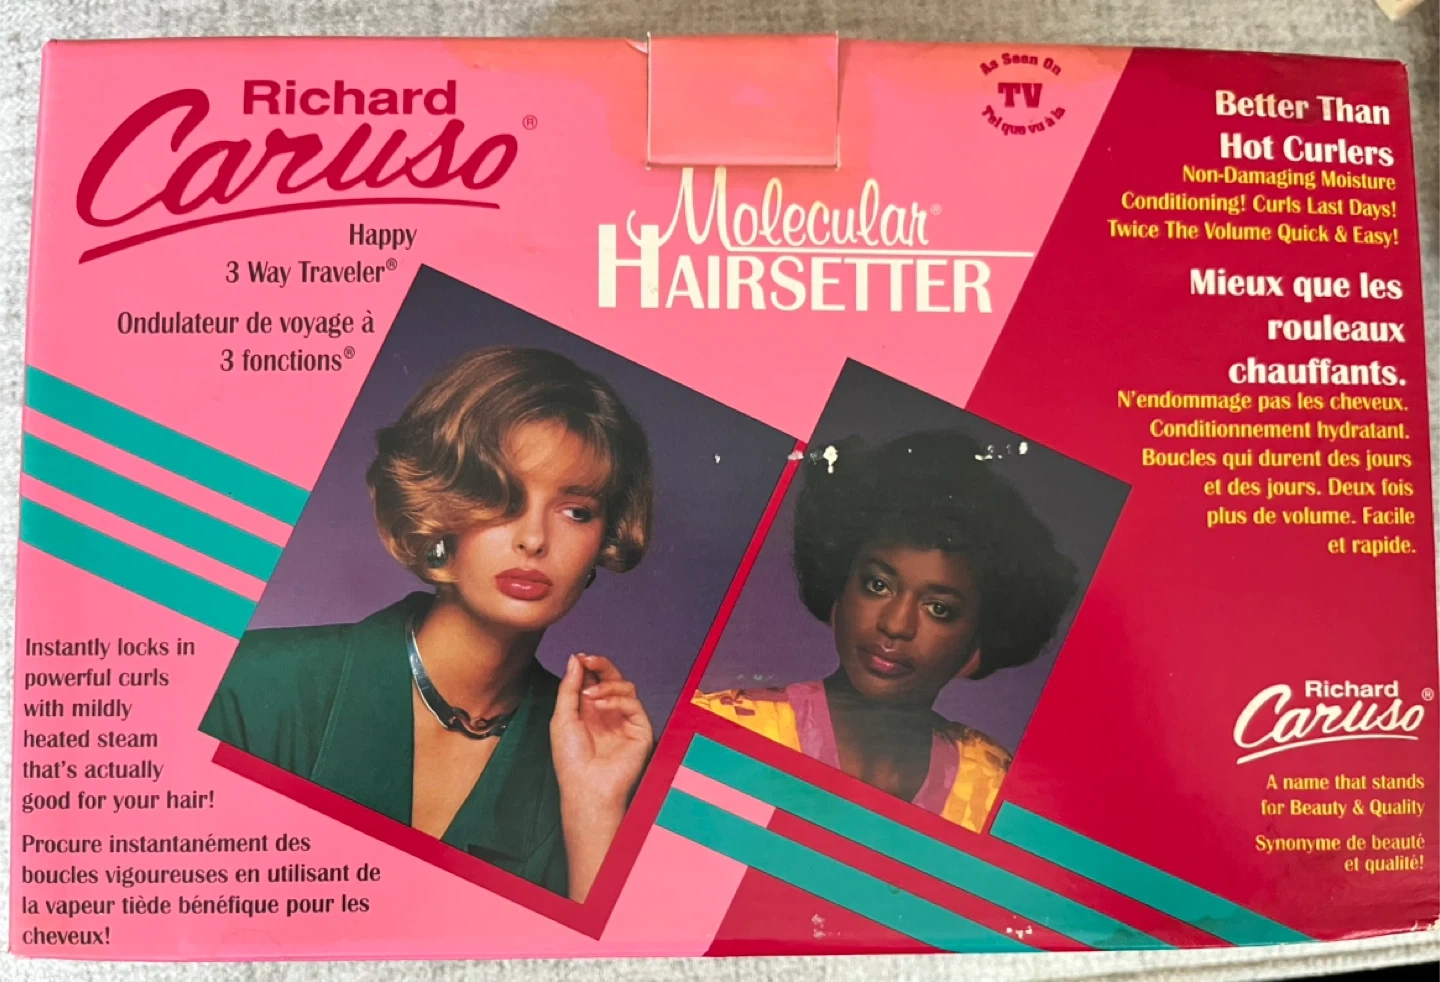 Richard
Caruso®
Happy
3 Way Traveler®
Ondulateur de voyage à
3 fonctions®
Molecular®
HAIRSETTER
As Seen On
TV
Tel que vu à la
Better Than
Hot Curlers
Non-Damaging Moisture
Conditioning! Curls Last Days!
Twice The Volume Quick & Easy!
Mieux que les
rouleaux
chauffants.
N'endommage pas les cheveux.
Conditionnement hydratant.
Boucles qui durent des jours
et des jours. Deux fois
plus de volume. Facile
et rapide.
Instantly locks in
powerful curls
with mildly
heated steam
that's actually
good for your hair!
Procure instantanément des
boucles vigoureuses en utilisant de
la vapeur tiède bénéfique pour les
cheveux!
Richard
Caruso®
A name that stands
for Beauty & Quality
Synonyme de beauté
et qualité!